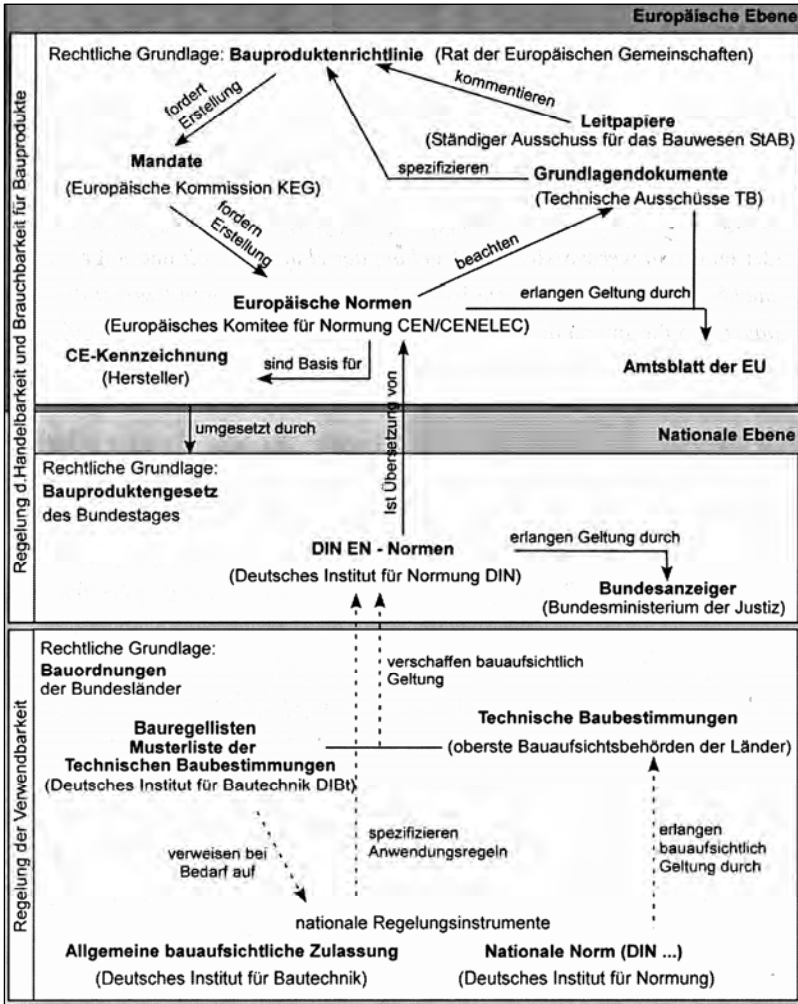 Europäische Ebene
Regelung d.Handelbarkeit und Brauchbarkeit für Bauprodukte
Rechtliche Grundlage: Bauproduktenrichtlinie (Rat der Europäischen Gemeinschaften)
fordert
Erstellung
kommentieren
Leitpapiere
(Ständiger Ausschuss für das Bauwesen StAB)
Mandate
(Europäische Kommission KEG)
spezifizieren
Grundlagendokumente
(Technische Ausschüsse TB)
fordern
Erstellung
beachten
Europäische Normen
(Europäisches Komitee für Normung CEN/CENELEC)
erlangen Geltung durch
CE-Kennzeichnung
(Hersteller)
sind Basis für
Amtsblatt der EU
umgesetzt durch
Ist Übersetzung von
Nationale Ebene
Rechtliche Grundlage:
Bauproduktengesetz
des Bundestages
DIN EN - Normen
(Deutsches Institut für Normung DIN)
erlangen Geltung durch
Bundesanzeiger
(Bundesministerium der Justiz)
Regelung der Verwendbarkeit
Rechtliche Grundlage:
Bauordnungen
der Bundesländer
verschaffen bauaufsichtlich
Geltung
Bauregellisten
Musterliste der
Technischen Baubestimmungen
(Deutsches Institut für Bautechnik DIBt)
Technische Baubestimmungen
(oberste Bauaufsichtsbehörden der Länder)
verweisen bei
Bedarf auf
spezifizieren
Anwendungsregeln
erlangen
bauaufsichtlich
Geltung durch
nationale Regelungsinstrumente
Allgemeine bauaufsichtliche Zulassung
(Deutsches Institut für Bautechnik)
Nationale Norm (DIN ...)
(Deutsches Institut für Normung)